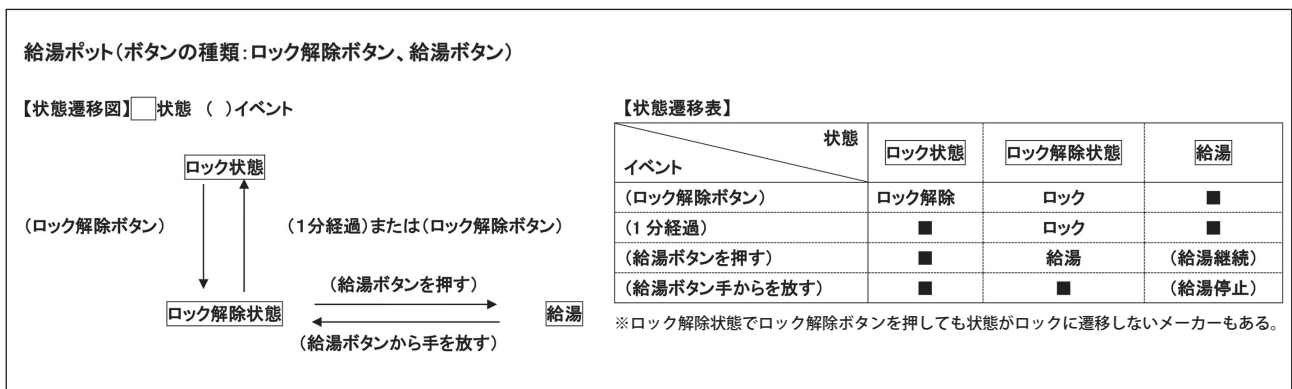 給湯ポット（ボタンの種類：ロック解除ボタン、給湯ボタン）
【状態遷移図】 状態 （ ）イベント
ロック状態
（ロック解除ボタン）
（1分経過）または（ロック解除ボタン）
（給湯ボタンを押す）
ロック解除状態
給湯
（給湯ボタンから手を放す）
【状態遷移表】
状態
イベント
ロック状態 ロック解除状態 給湯
（ロック解除ボタン） ロック解除 ロック ■
（1分経過） ■ ロック ■
（給湯ボタンを押す） ■ 給湯 （給湯継続）
（給湯ボタン手からを放す） ■ ■ （給湯停止）
※ロック解除状態でロック解除ボタンを押しても状態がロックに遷移しないメーカーもある。